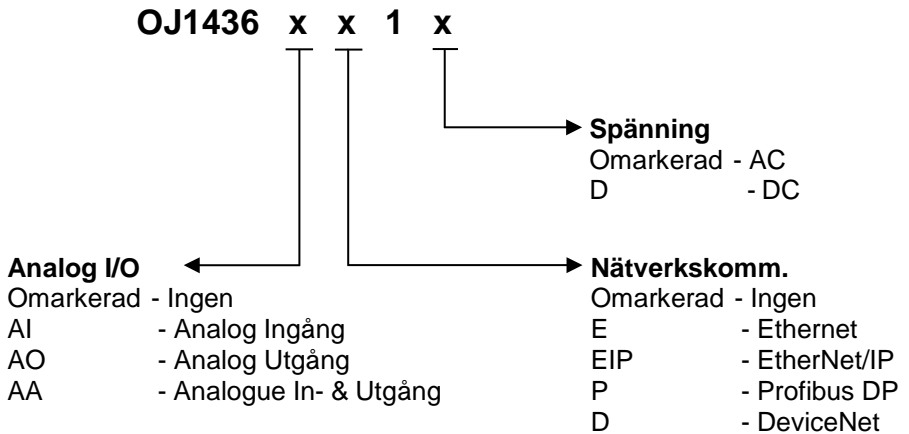 OJ1436 x x 1 x
Spänning
Omarkerad - AC
D - DC
Analog I/O
Omarkerad - Ingen
AI - Analog Ingång
AO - Analog Utgång
AA - Analogue In- & Utgång
Nätverkskomm.
Omarkerad - Ingen
E - Ethernet
EIP - EtherNet/IP
P - Profibus DP
D - DeviceNet